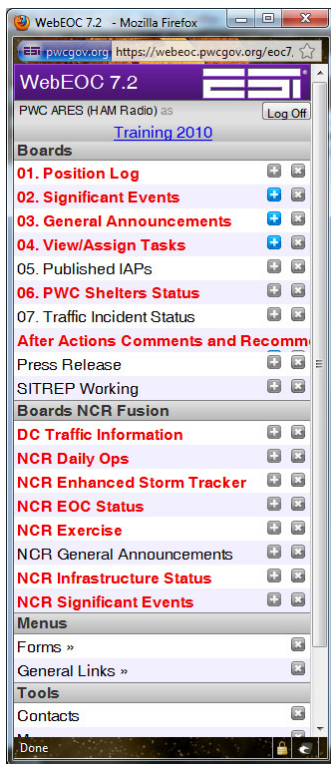 WebEOC 7.2 - Mozilla Firefox
pwcgov.org https://webeoc.pwcgov.org/eoc7,
WebEOC 7.2 ESi
PWC ARES (HAM Radio) as Log Off
Training 2010
Boards
01. Position Log
02. Significant Events
03. General Announcements
04. View/Assign Tasks
05. Published IAPs
06. PWC Shelters Status
07. Traffic Incident Status
After Actions Comments and Recomm
Press Release
SITREP Working
Boards NCR Fusion
DC Traffic Information
NCR Daily Ops
NCR Enhanced Storm Tracker
NCR EOC Status
NCR Exercise
NCR General Announcements
NCR Infrastructure Status
NCR Significant Events
Menus
Forms »
General Links »
Tools
Contacts
Done